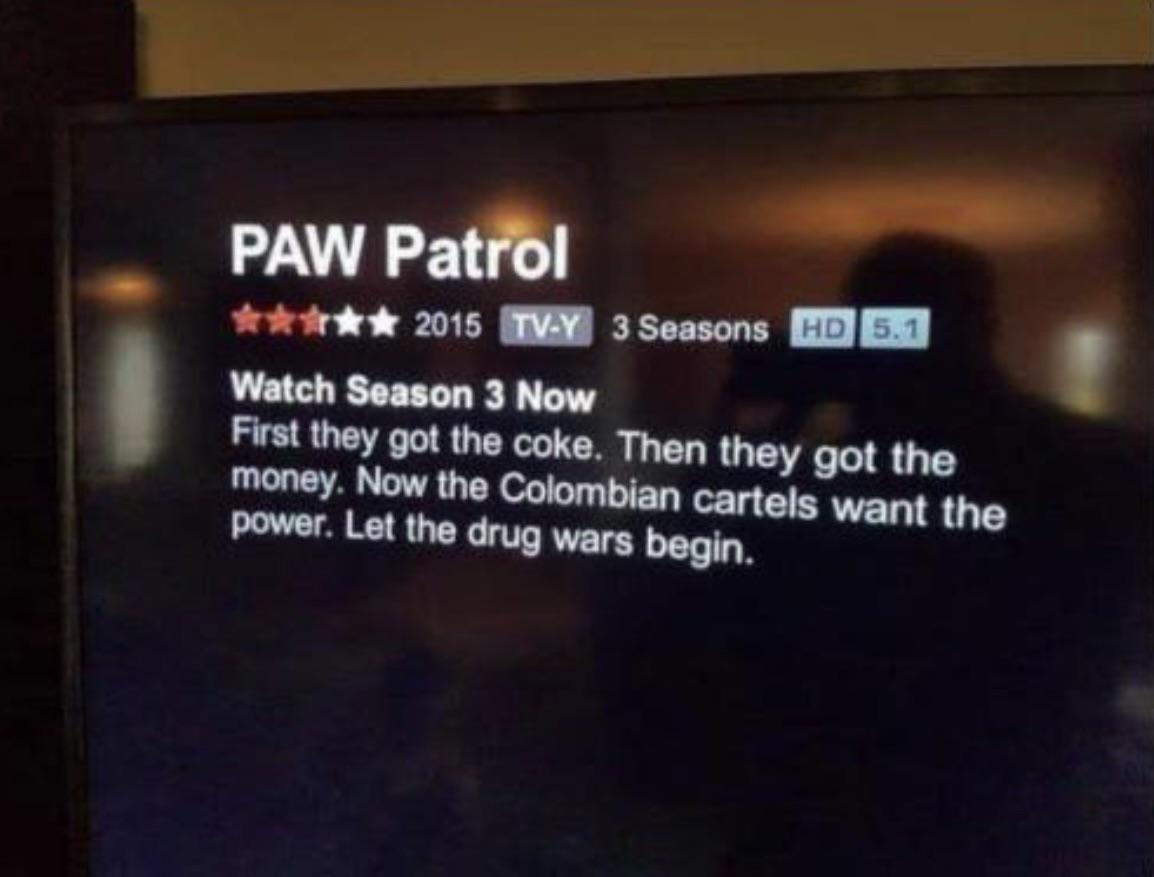 PAW Patrol
2015 TV-Y 3 Seasons HD 5.1
Watch Season 3 Now
First they got the coke. Then they got the
money. Now the Colombian cartels want the
power. Let the drug wars begin.